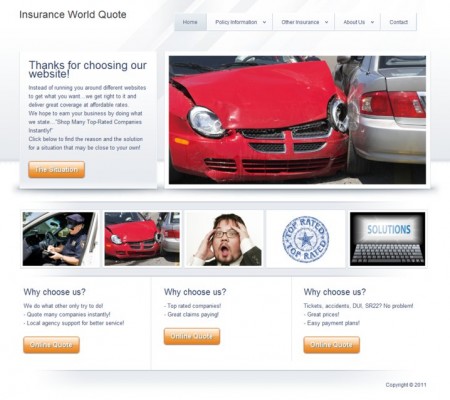 Insurance World Quote
Home Policy Information Other Insurance About Us Contact
Thanks for choosing our
website!
Instead of running you around different websites
to get what you want...we get right to it and
deliver great coverage at affordable rates.
We hope to earn your business by doing what
we state... "Shop Many Top-Rated Companies
Instantly!"
Click below to find the reason and the solution
for a situation that may be close to your own!
The Situation
TOP RATED
TOP RATED
TOP RATED
SOLUTIONS
Why choose us?
We do what other only try to do!
- Quote many companies instantly!
- Local agency support for better service!
Online Quote
Why choose us?
- Top rated companies!
- Great claims paying!
Online Quote
Why choose us?
Tickets, accidents, DUI, SR22? No problem!
- Great prices!
- Easy payment plans!
Online Quote
Copyright © 2011